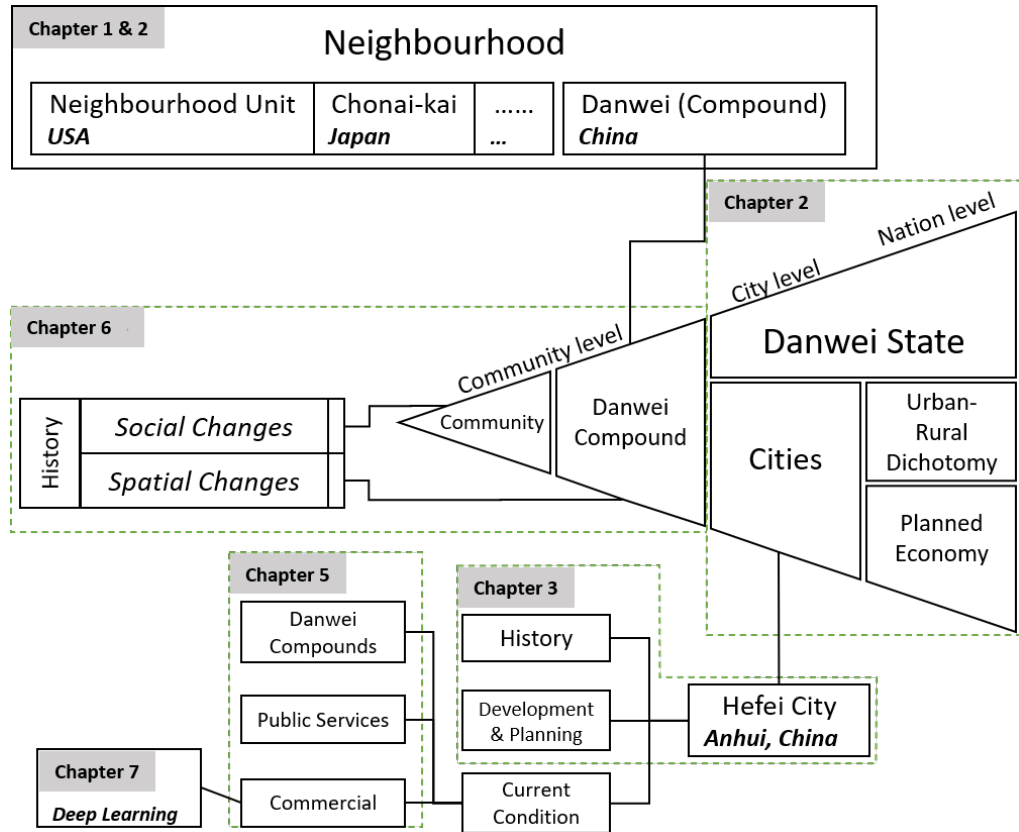 Chapter 1 & 2
Neighbourhood
Neighbourhood Unit
USA
Chonai-kai
Japan
......
...
Danwei (Compound)
China
Chapter 2
Nation level
City level
Danwei State
Cities
Urban-
Rural
Dichotomy
Planned
Economy
Chapter 6
Community level
Community
Danwei
Compound
History
Social Changes
Spatial Changes
Chapter 5
Danwei
Compounds
Public Services
Commercial
Chapter 3
History
Development
& Planning
Current
Condition
Hefei City
Anhui, China
Chapter 7
Deep Learning